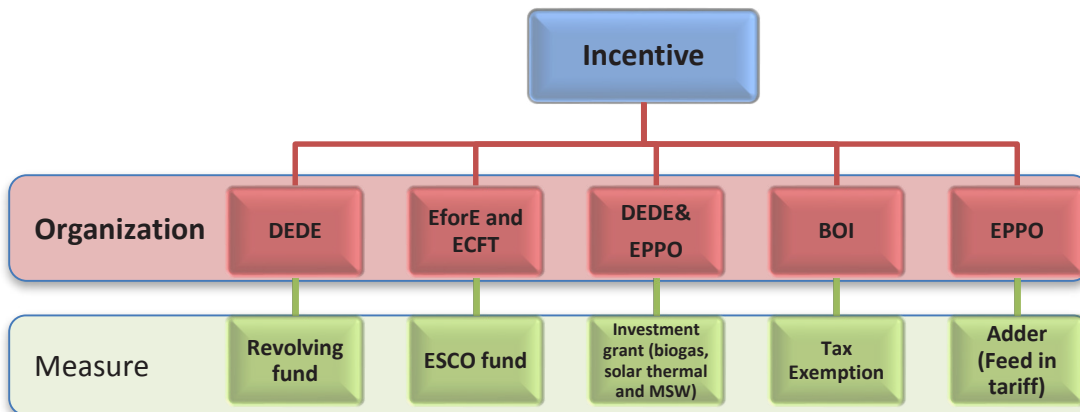 Incentive
Organization
DEDE
EforE and
ECFT
DEDE&
EPPO
BOI
EPPO
Measure
Revolving
fund
ESCO fund
Investment
grant (biogas,
solar thermal
and MSW)
Tax
Exemption
Adder
(Feed in
tariff)